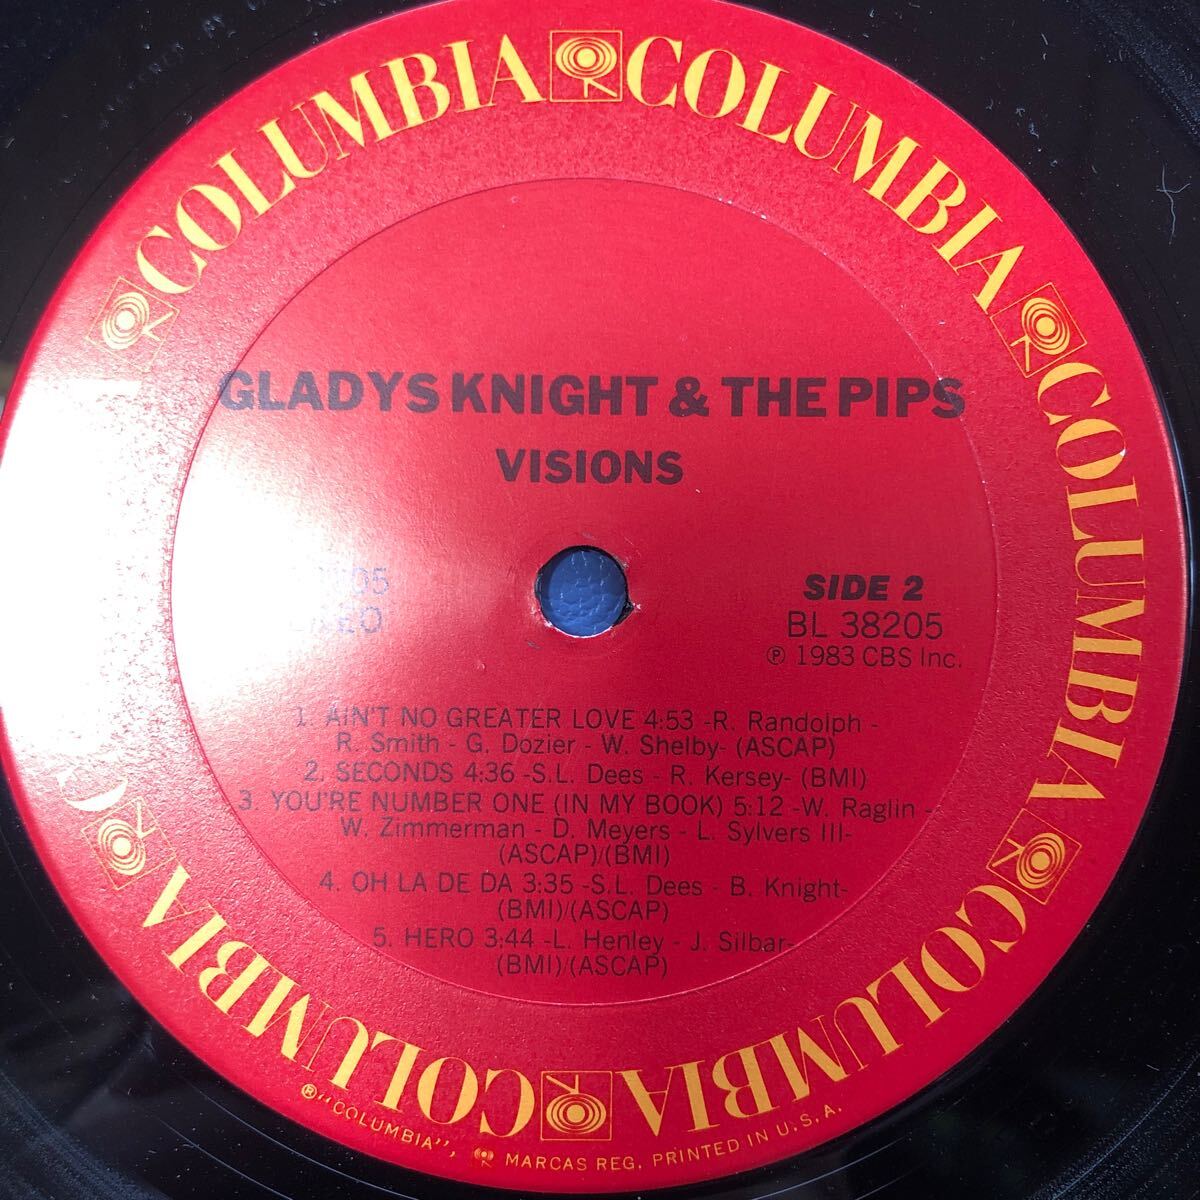 COLUMBIA COLUMBIA COLUMBIA COLUMBIA COLUMBIA COLUMBIA
GLADYS KNIGHT & THE PIPS
VISIONS
SIDE 2
BL 38205
℗ 1983 CBS Inc.
1. AIN'T NO GREATER LOVE 4:53 -R. Randolph -
R. Smith - G. Dozier - W. Shelby- (ASCAP)
2. SECONDS 4:36 -S.L. Dees - R. Kersey- (BMI)
3. YOU'RE NUMBER ONE (IN MY BOOK) 5:12 -W. Raglin -
W. Zimmerman - D. Meyers - L. Sylvers III-
(ASCAP)/(BMI)
4. OH LA DE DA 3:35 -S.L. Dees - B. Knight-
(BMI)/(ASCAP)
5. HERO 3:44 -L. Henley - J. Silbar-
(BMI)/(ASCAP)
® "COLUMBIA", MARCAS REG. PRINTED IN U.S.A.